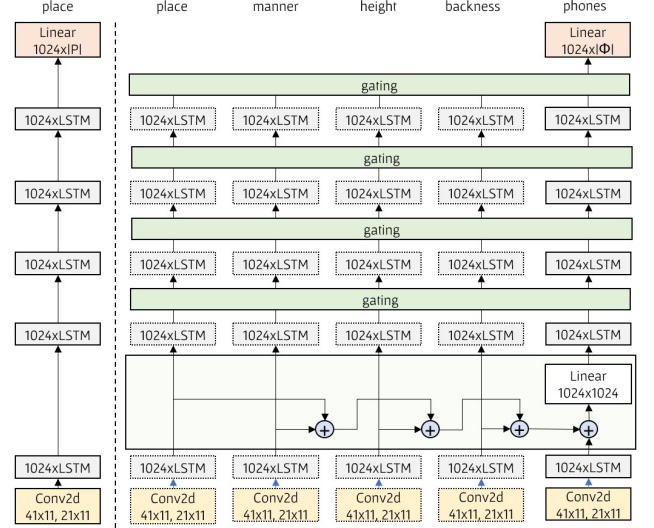 place place manner height backness phones
Linear
1024x|P|
Linear
1024x|Φ|
gating
1024xLSTM 1024xLSTM 1024xLSTM 1024xLSTM 1024xLSTM 1024xLSTM
gating
1024xLSTM 1024xLSTM 1024xLSTM 1024xLSTM 1024xLSTM 1024xLSTM
gating
1024xLSTM 1024xLSTM 1024xLSTM 1024xLSTM 1024xLSTM 1024xLSTM
gating
1024xLSTM 1024xLSTM 1024xLSTM 1024xLSTM 1024xLSTM 1024xLSTM
Linear
1024x1024
+ + + +
1024xLSTM 1024xLSTM 1024xLSTM 1024xLSTM 1024xLSTM 1024xLSTM
Conv2d Conv2d Conv2d Conv2d Conv2d Conv2d
41x11, 21x11 41x11, 21x11 41x11, 21x11 41x11, 21x11 41x11, 21x11 41x11, 21x11